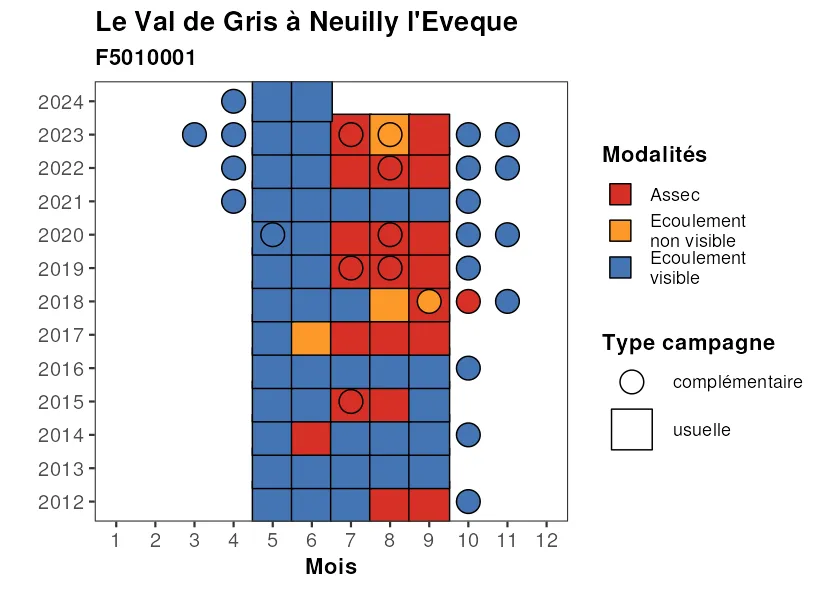 Le Val de Gris à Neuilly l'Eveque
F5010001
2024
2023
2022
2021
2020
2019
2018
2017
2016
2015
2014
2013
2012
1 2 3 4 5 6 7 8 9 10 11 12
Mois
Modalités
Assec
Ecoulement
non visible
Ecoulement
visible
Type campagne
complémentaire
usuelle